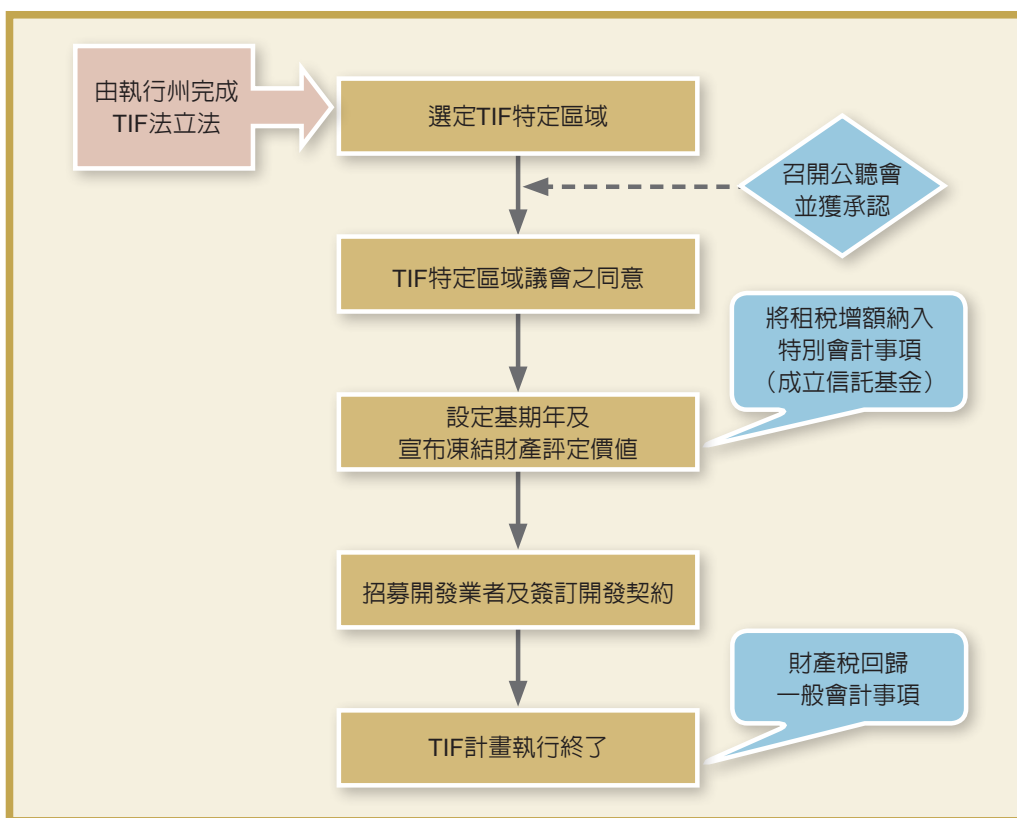 由執行州完成
TIF法立法
選定TIF特定區域
召開公聽會
並獲承認
TIF特定區域議會之同意
將租稅增額納入
特別會計事項
（成立信託基金）
設定基期年及
宣布凍結財產評定價值
招募開發業者及簽訂開發契約
財產稅回歸
一般會計事項
TIF計畫執行終了